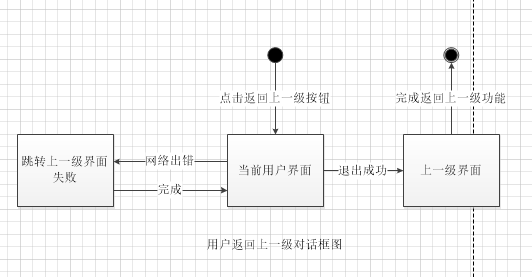 点击返回上一级按钮
完成返回上一级功能
跳转上一级界面
失败
网络出错
完成
当前用户界面
退出成功
上一级界面
用户返回上一级对话框图